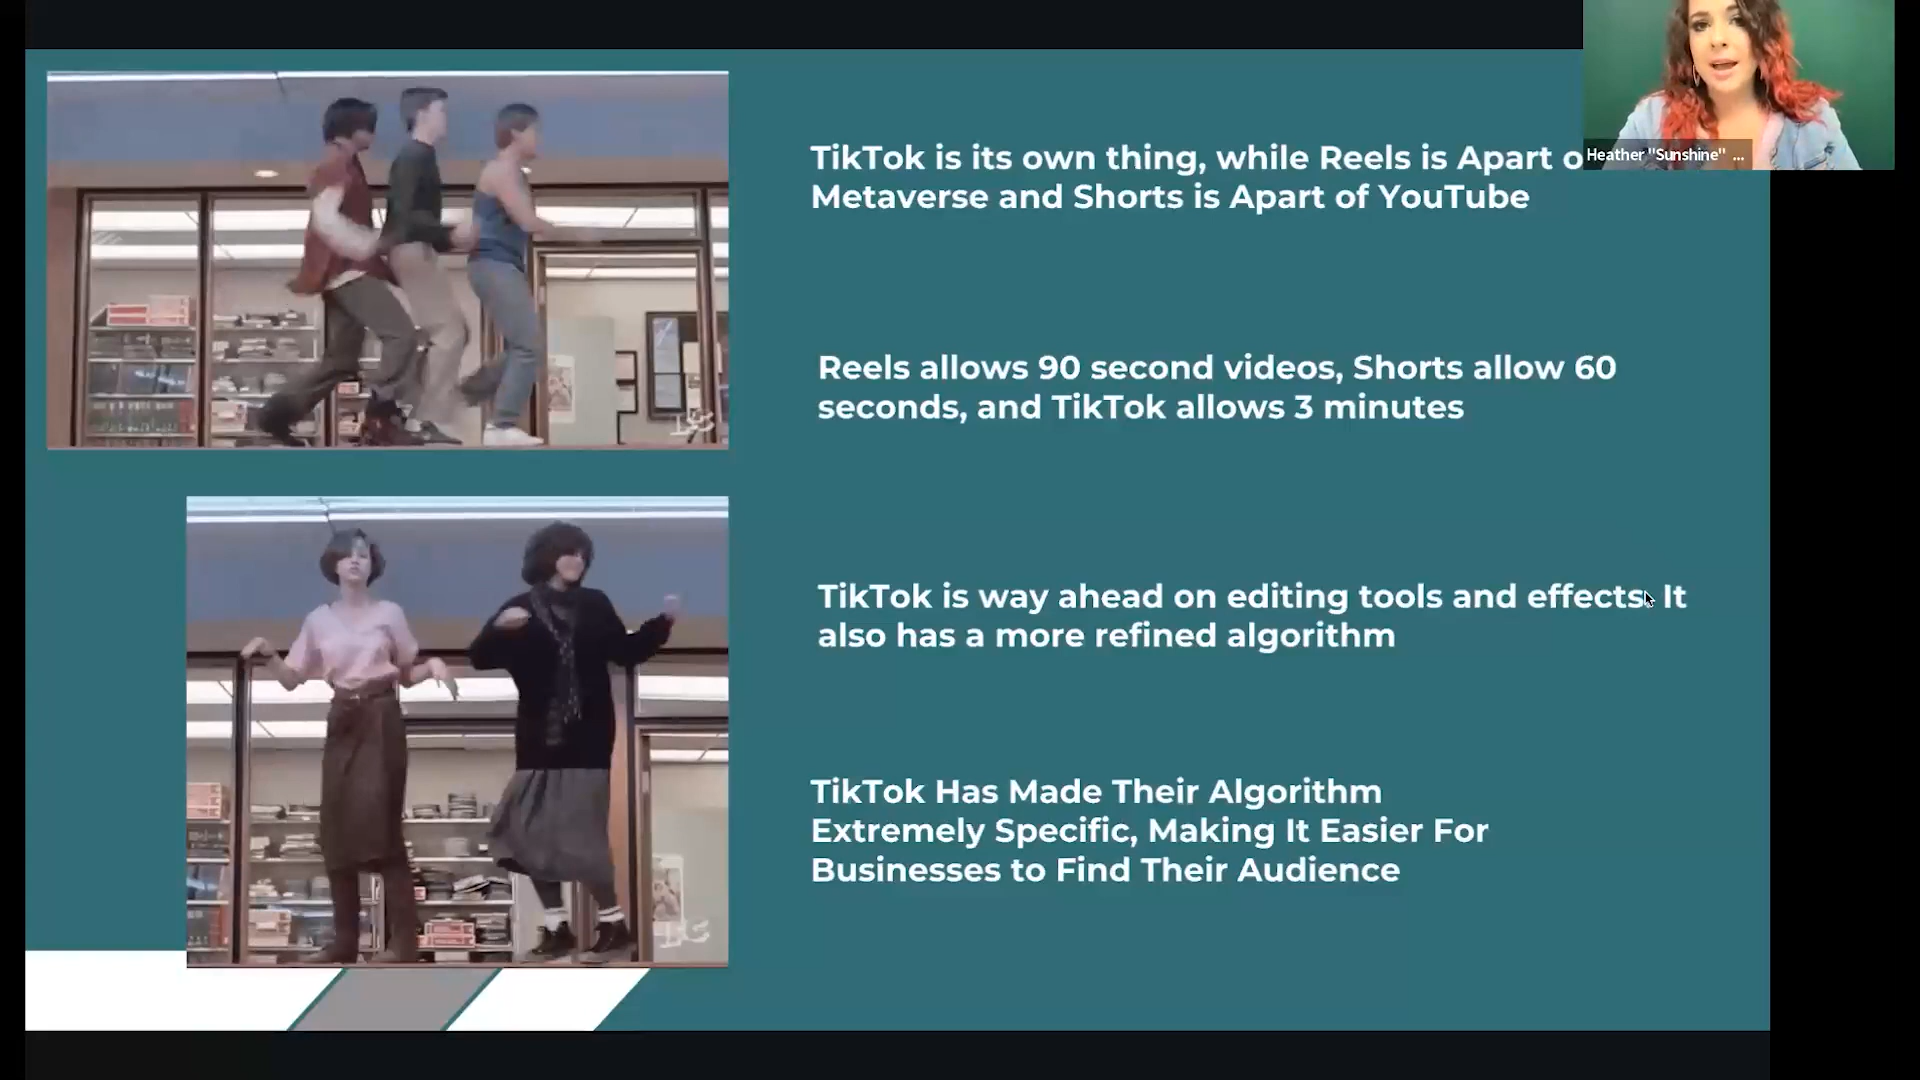 TikTok is its own thing, while Reels is Apart o
Metaverse and Shorts is Apart of YouTube
Heather "Sunshine" ...
Reels allows 90 second videos, Shorts allow 60
seconds, and TikTok allows 3 minutes
TikTok is way ahead on editing tools and effects. It
also has a more refined algorithm
TikTok Has Made Their Algorithm
Extremely Specific, Making It Easier For
Businesses to Find Their Audience